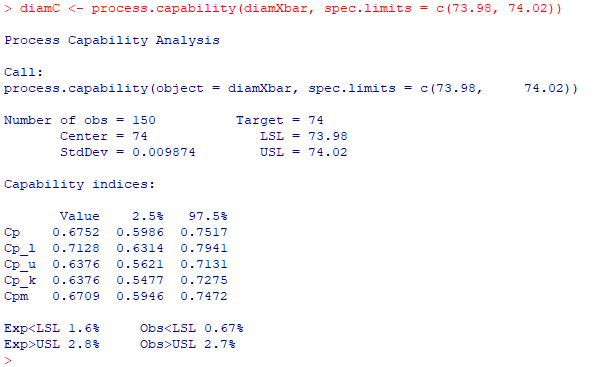 > diamC <- process.capability(diamXbar, spec.limits = c(73.98, 74.02))
Process Capability Analysis
Call:
process.capability(object = diamXbar, spec.limits = c(73.98,     74.02))
Number of obs = 150          Target = 74
       Center = 74              LSL = 73.98
       StdDev = 0.009874        USL = 74.02
Capability indices:
       Value    2.5%   97.5%
Cp    0.6752  0.5986  0.7517
Cp_l  0.7128  0.6314  0.7941
Cp_u  0.6376  0.5621  0.7131
Cp_k  0.6376  0.5477  0.7275
Cpm   0.6709  0.5946  0.7472
Exp<LSL 1.6%     Obs<LSL 0.67%
Exp>USL 2.8%     Obs>USL 2.7%
>